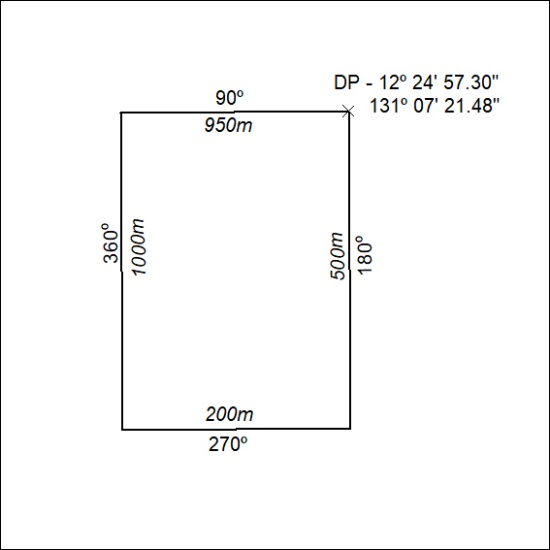 DP - 12º 24' 57.30"
131º 07' 21.48"
90º
950m
360º
1000m
500m
180º
200m
270º